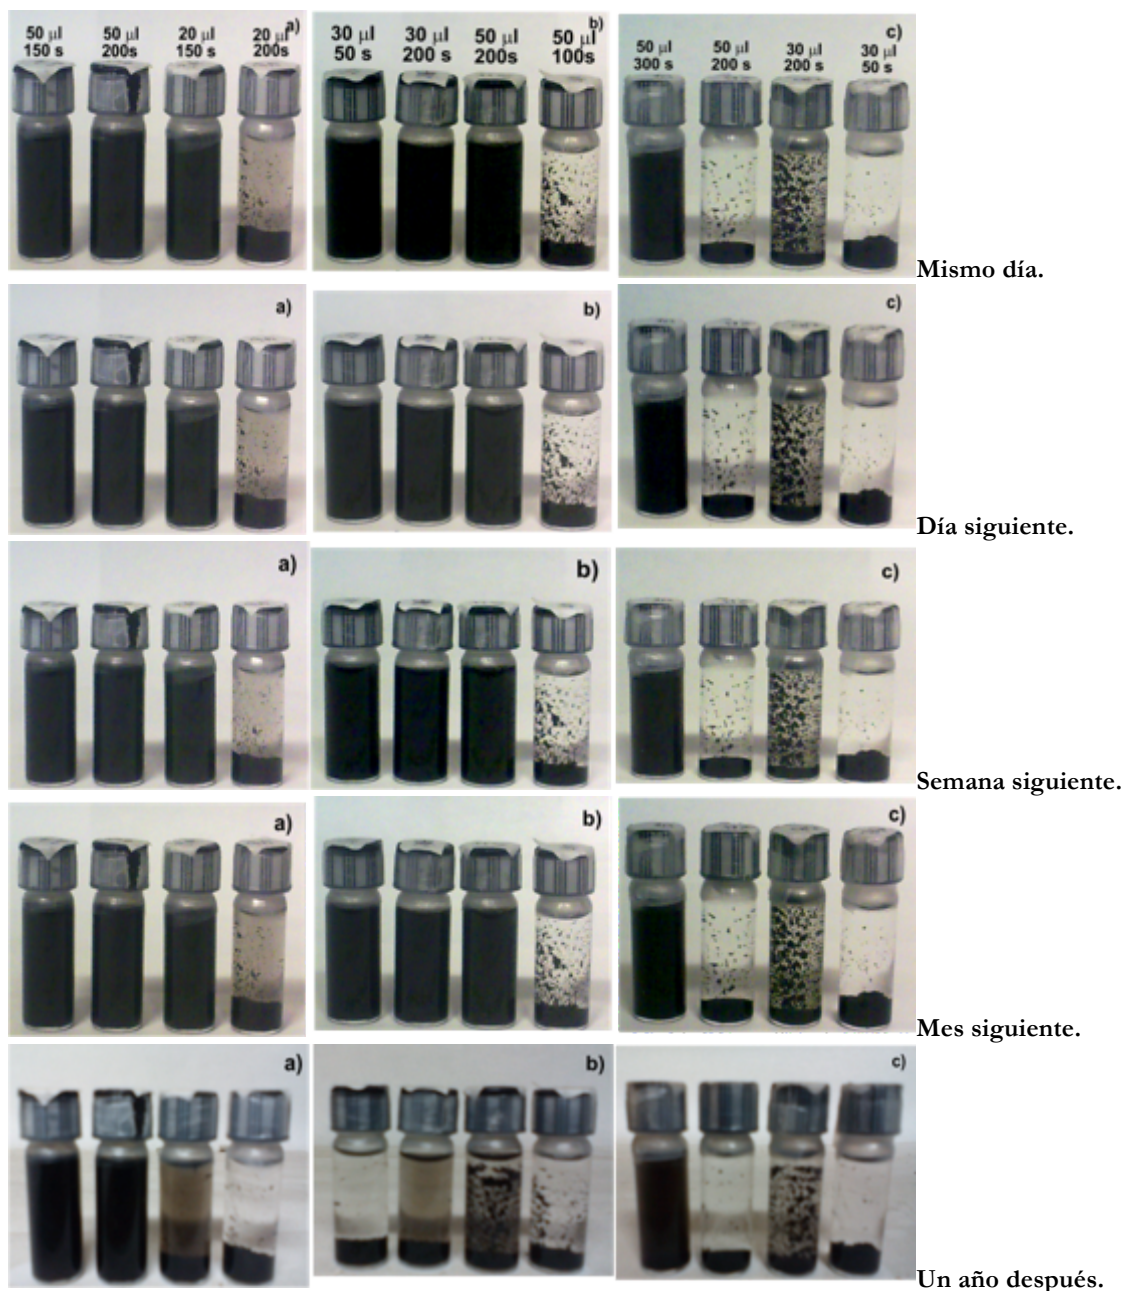 50 µl 50 µl 20 µl 20 µl a)
150 s 200s 150 s 200s
30 µl 30 µl 50 µl 50 µl b)
50 s 200 s 200s 100s
50 µl 50 µl 30 µl 30 µl c)
300 s 200 s 200 s 50 s
Mismo día.
a) b) c)
Día siguiente.
a) b) c)
Semana siguiente.
a) b) c)
Mes siguiente.
a) b) c)
Un año después.